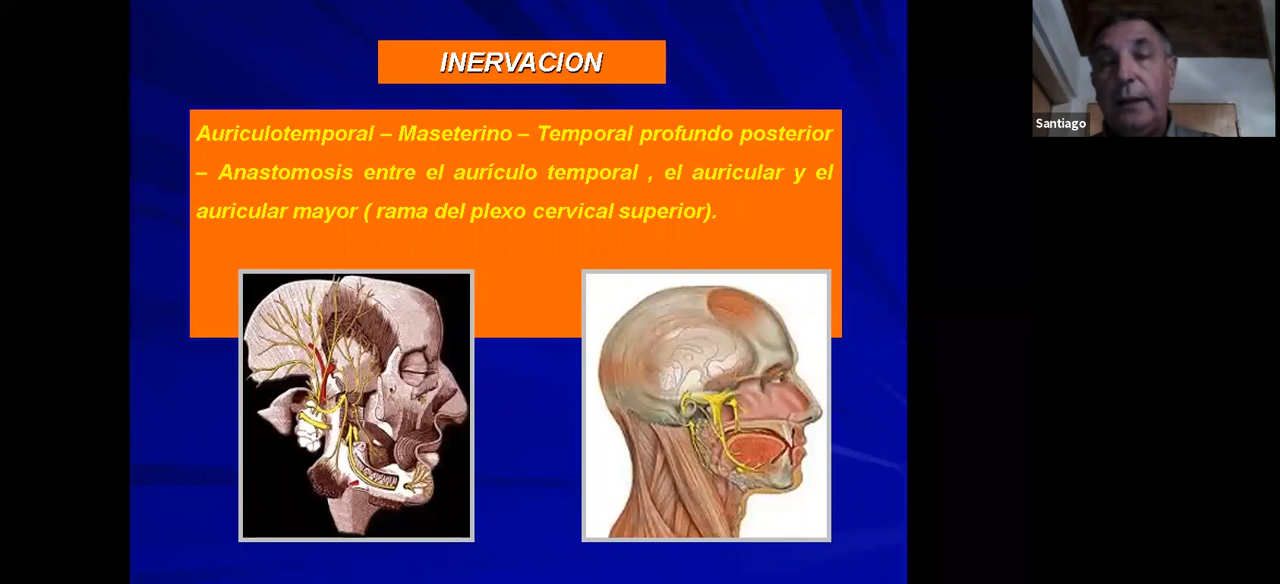 INERVACION
Auriculotemporal – Maseterino – Temporal profundo posterior
– Anastomosis entre el aurículo temporal , el auricular y el
auricular mayor ( rama del plexo cervical superior).
Santiago